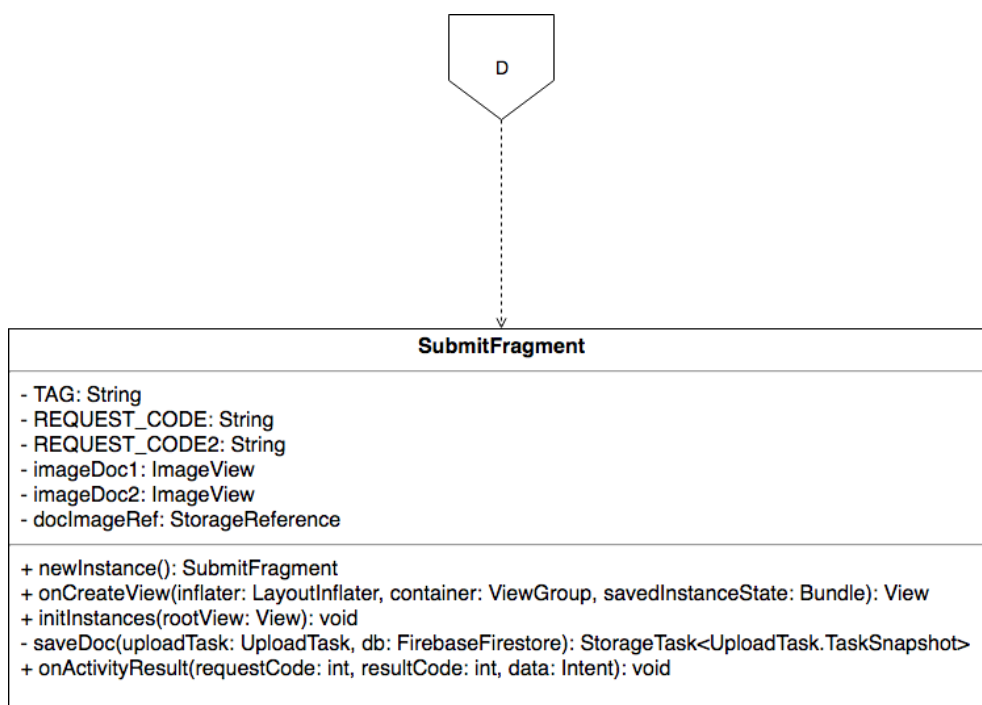 D
SubmitFragment
- TAG: String
- REQUEST_CODE: String
- REQUEST_CODE2: String
- imageDoc1: ImageView
- imageDoc2: ImageView
- docImageRef: StorageReference
+ newInstance(): SubmitFragment
+ onCreateView(inflater: LayoutInflater, container: ViewGroup, savedInstanceState: Bundle): View
+ initInstances(rootView: View): void
- saveDoc(uploadTask: UploadTask, db: FirebaseFirestore): StorageTask<UploadTask.TaskSnapshot>
+ onActivityResult(requestCode: int, resultCode: int, data: Intent): void